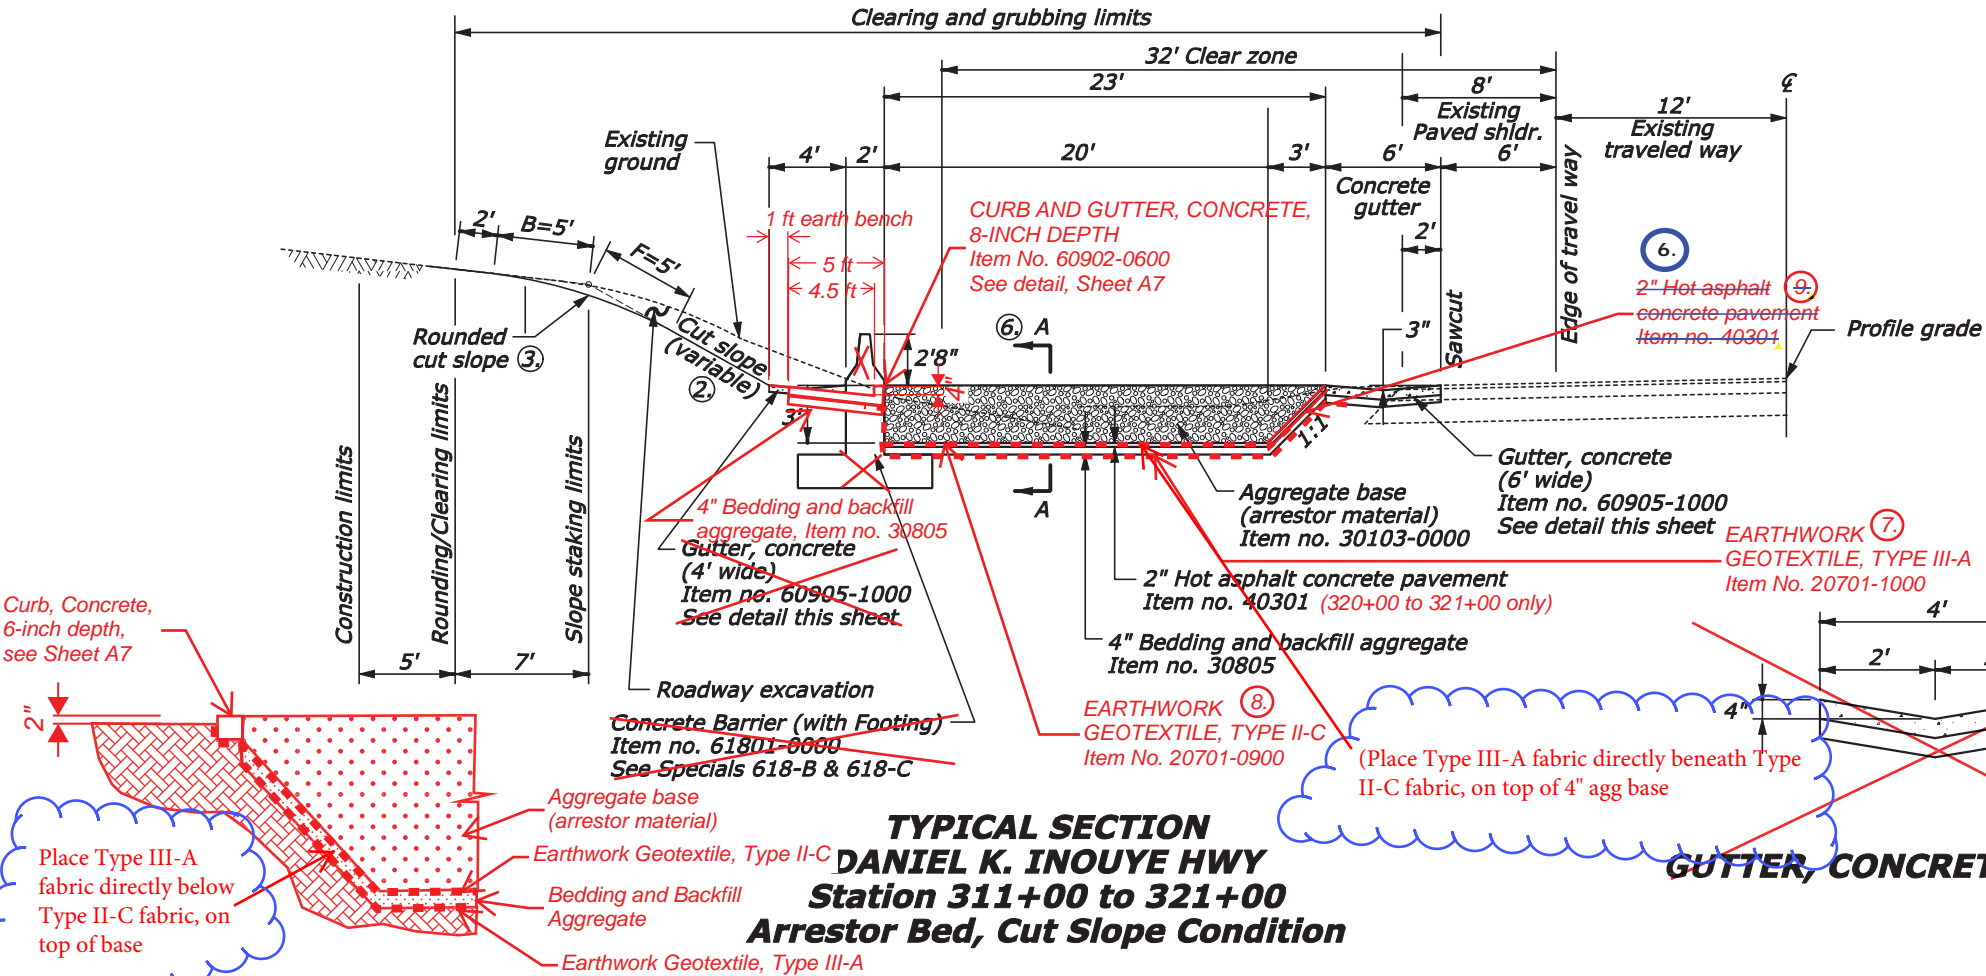 Clearing and grubbing limits
32' Clear zone
23'
8'
Existing
Paved shldr.
12'
Existing
traveled way
℄
Existing
ground
4'
2'
20'
3'
6'
6'
Concrete
gutter
2'
Edge of travel way
Sawcut
1 ft earth bench
5 ft
4.5 ft
CURB AND GUTTER, CONCRETE,
8-INCH DEPTH
Item No. 60902-0600
See detail, Sheet A7
2'
B=5'
F=5'
Rounded
cut slope 3.
Cut slope
(variable)
2.
6.
2" Hot asphalt 9.
concrete pavement
Item no. 40301
Profile grade
6. A
2'8"
4"
3"
3'
1:1
A
Construction limits
Rounding/Clearing limits
Slope staking limits
5'
7'
4" Bedding and backfill
aggregate, Item no. 30805
Gutter, concrete
(4' wide)
Item no. 60905-1000
See detail this sheet
Roadway excavation
Concrete Barrier (with Footing)
Item no. 61801-0000
See Specials 618-B & 618-C
Aggregate base
(arrestor material)
Item no. 30103-0000
Gutter, concrete
(6' wide)
Item no. 60905-1000
See detail this sheet
2" Hot asphalt concrete pavement
Item no. 40301 (320+00 to 321+00 only)
4" Bedding and backfill aggregate
Item no. 30805
EARTHWORK 7.
GEOTEXTILE, TYPE III-A
Item No. 20701-1000
EARTHWORK 8.
GEOTEXTILE, TYPE II-C
Item No. 20701-0900
(Place Type III-A fabric directly beneath Type
II-C fabric, on top of 4" agg base
4'
2'
4"
GUTTER, CONCRET
Curb, Concrete,
6-inch depth,
see Sheet A7
2"
Aggregate base
(arrestor material)
Earthwork Geotextile, Type II-C
Bedding and Backfill
Aggregate
Earthwork Geotextile, Type III-A
Place Type III-A
fabric directly below
Type II-C fabric, on
top of base
TYPICAL SECTION
DANIEL K. INOUYE HWY
Station 311+00 to 321+00
Arrestor Bed, Cut Slope Condition